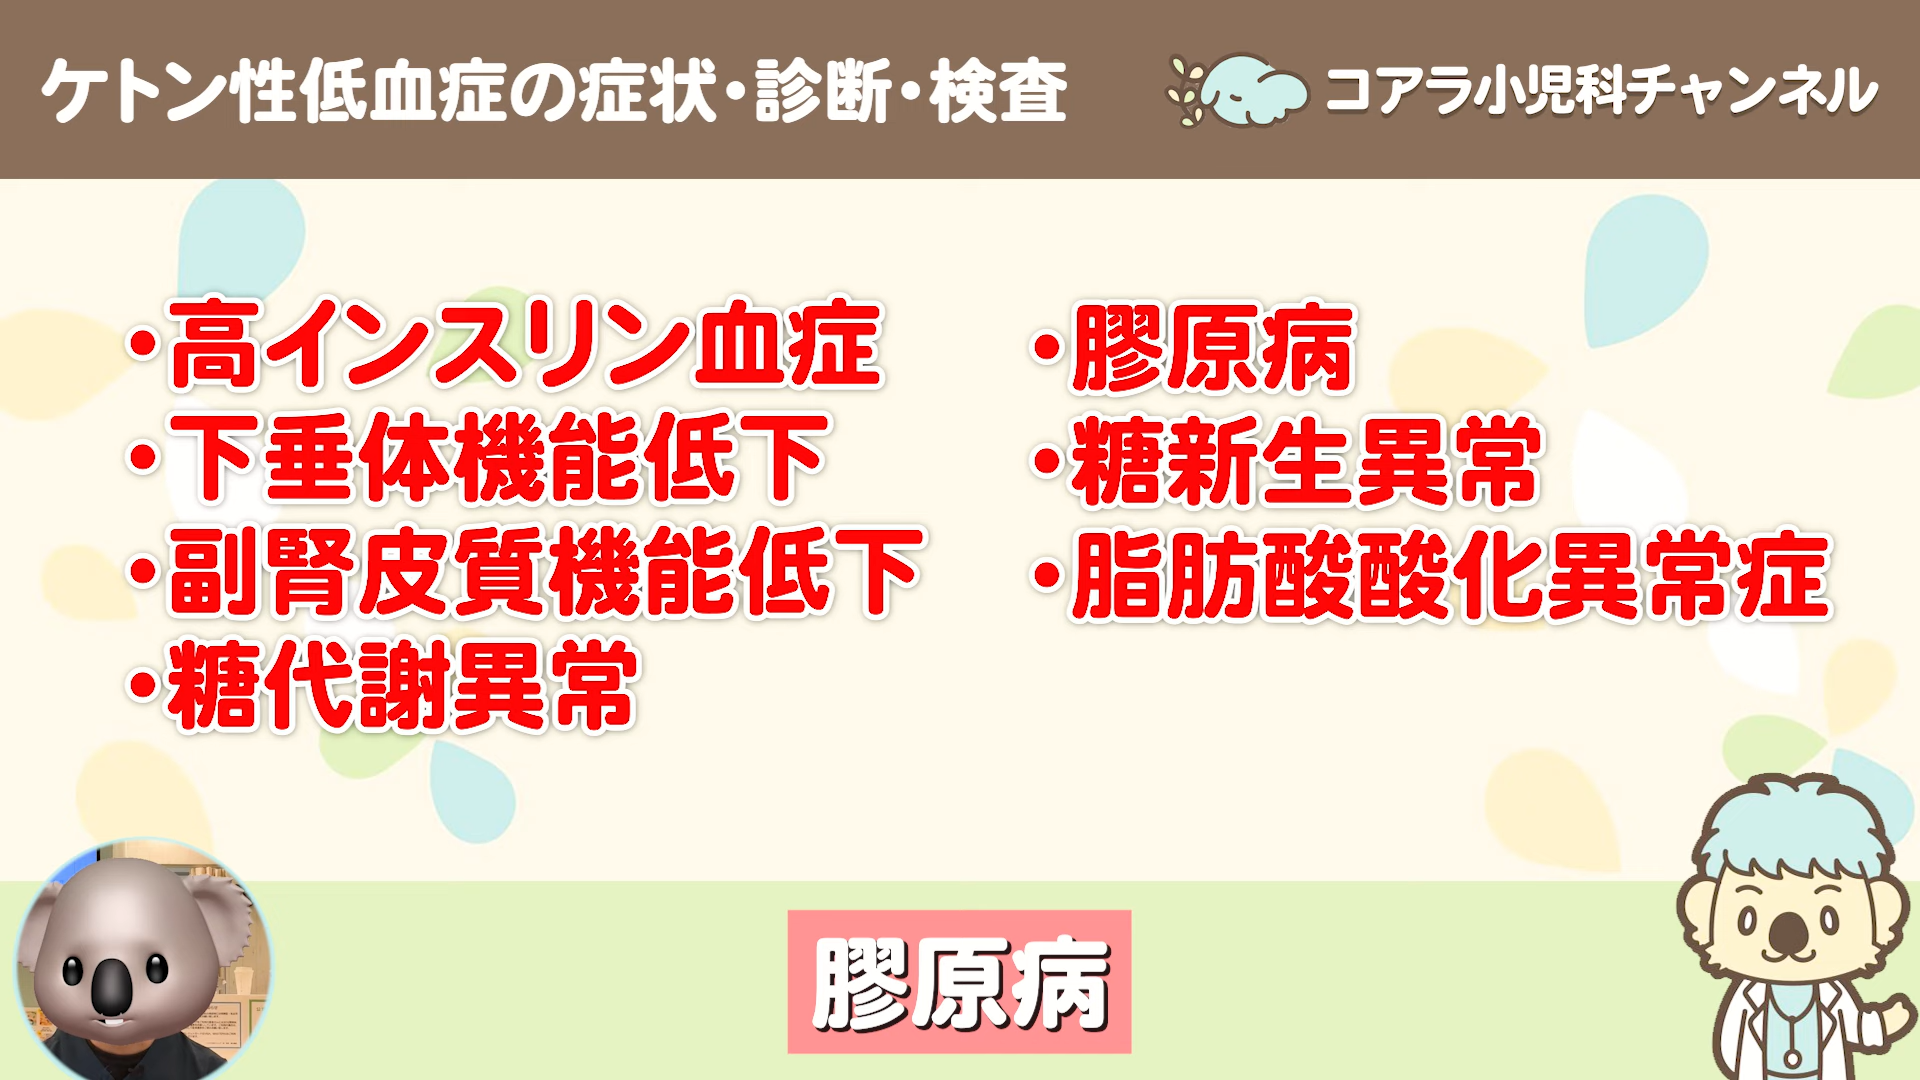 ケトン性低血症の症状・診断・検査
コアラ小児科チャンネル
・高インスリン血症
・下垂体機能低下
・副腎皮質機能低下
・糖代謝異常
・膠原病
・糖新生異常
・脂肪酸酸化異常症
膠原病